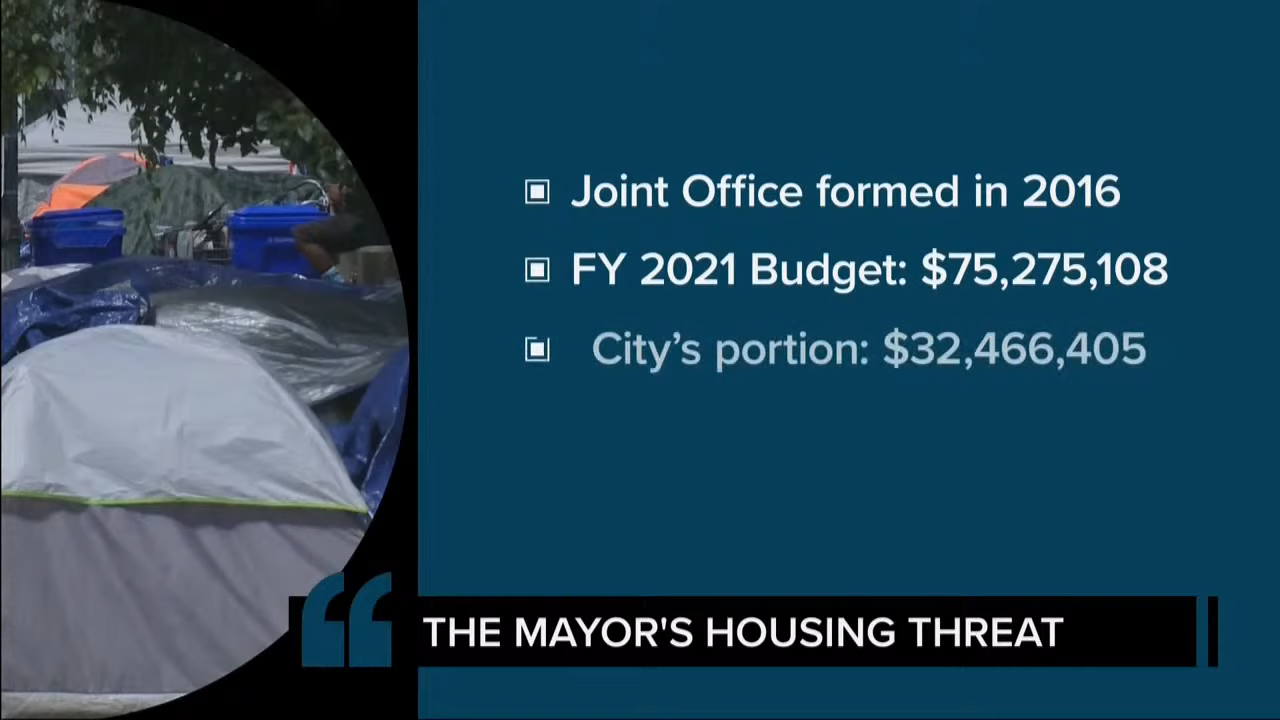 Joint Office formed in 2016
FY 2021 Budget: $75,275,108
City’s portion: $32,466,405
THE MAYOR'S HOUSING THREAT